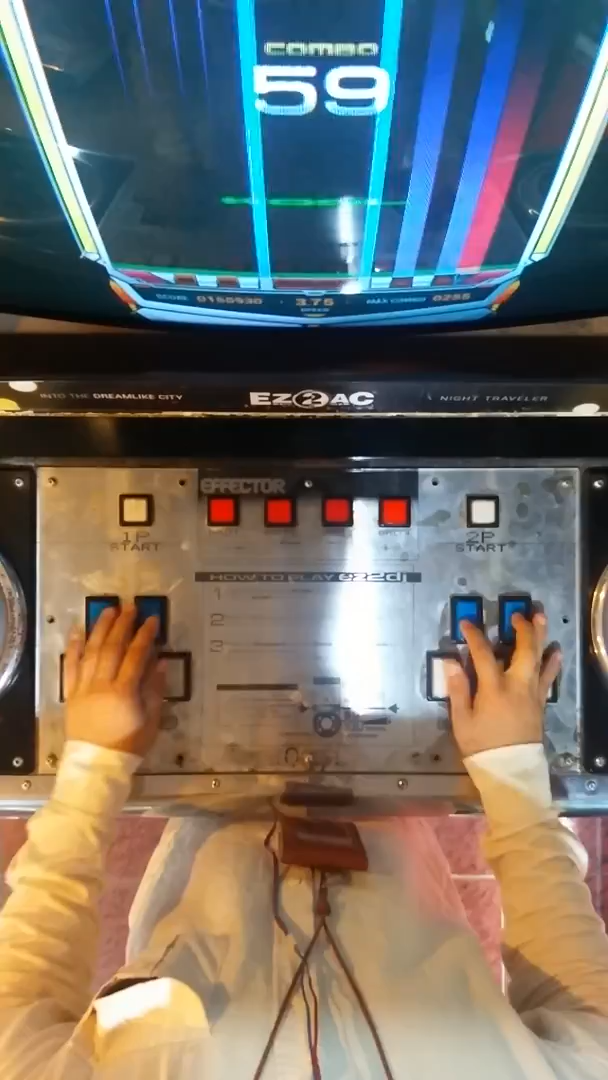 COMBO
59
SCORE 0155930 3.75 MAX COMBO 0255
SPEED
INTO THE DREAMLIKE CITY EZ2AC NIGHT TRAVELER
EFFECTOR
1P
START
2P
START
HOW TO PLAY ez2dj
1
2
3